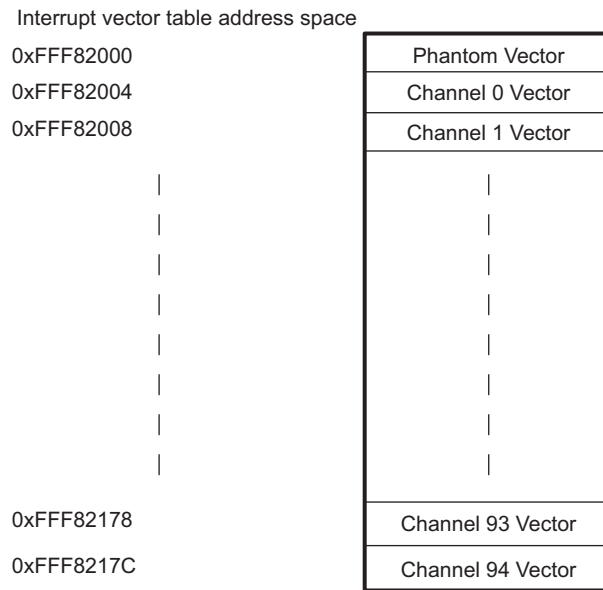 Interrupt vector table address space
0xFFF82000 Phantom Vector
0xFFF82004 Channel 0 Vector
0xFFF82008 Channel 1 Vector
0xFFF82178 Channel 93 Vector
0xFFF8217C Channel 94 Vector